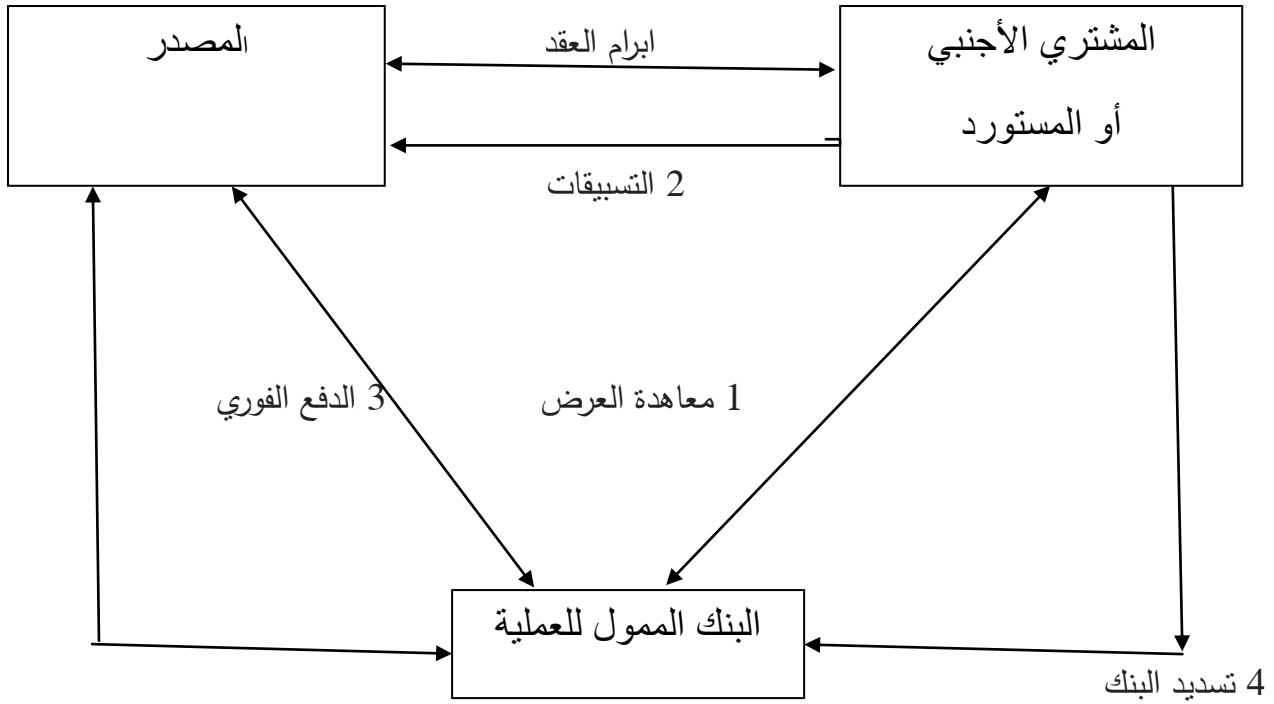 المشتري الأجنبي
أو المستورد
ابرام العقد
المصدر
2 التسبيقات
1 معاهدة العرض
3 الدفع الفوري
البنك الممول للعملية
4 تسديد البنك